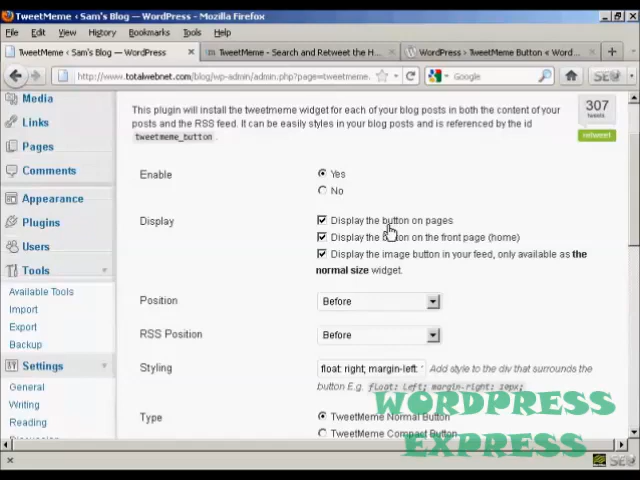 TweetMeme ‹ Sam's Blog — WordPress - Mozilla Firefox
File Edit View History Bookmarks Tools Help
TweetMeme ‹ Sam's Blog — WordPress × TweetMeme - Search and Retweet the H... × WordPress › TweetMeme Button « Word... × +
http://www.totalwebnet.com/blog/wp-admin/admin.php?page=tweetmeme. Google
Media
Links
Pages
Comments
Appearance
Plugins
Users
Tools
Available Tools
Import
Export
Backup
Settings
General
Writing
Reading
This plugin will install the tweetmeme widget for each of your blog posts in both the content of your
posts and the RSS feed. It can be easily styles in your blog posts and is referenced by the id
tweetmeme_button .
307
tweets
retweet
Enable Yes
No
Display Display the button on pages
Display the button on the front page (home)
Display the image button in your feed, only available as the
normal size widget.
Position Before
RSS Position Before
Styling float: right; margin-left: Add style to the div that surrounds the
button E.g. float: left; margin-right: 10px;
Type TweetMeme Normal Button
TweetMeme Compact Button
WORDPRESS
EXPRESS